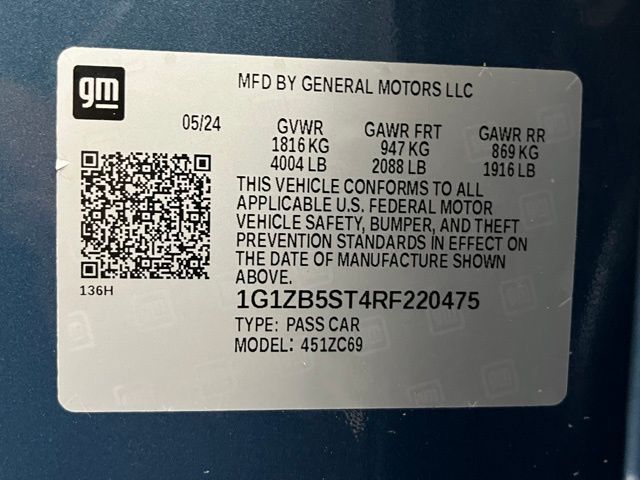 gm
MFD BY GENERAL MOTORS LLC
05/24 GVWR GAWR FRT GAWR RR
1816 KG 947 KG 869 KG
4004 LB 2088 LB 1916 LB
THIS VEHICLE CONFORMS TO ALL
APPLICABLE U.S. FEDERAL MOTOR
VEHICLE SAFETY, BUMPER, AND THEFT
PREVENTION STANDARDS IN EFFECT ON
THE DATE OF MANUFACTURE SHOWN
ABOVE.
136H
1G1ZB5ST4RF220475
TYPE: PASS CAR
MODEL: 451ZC69